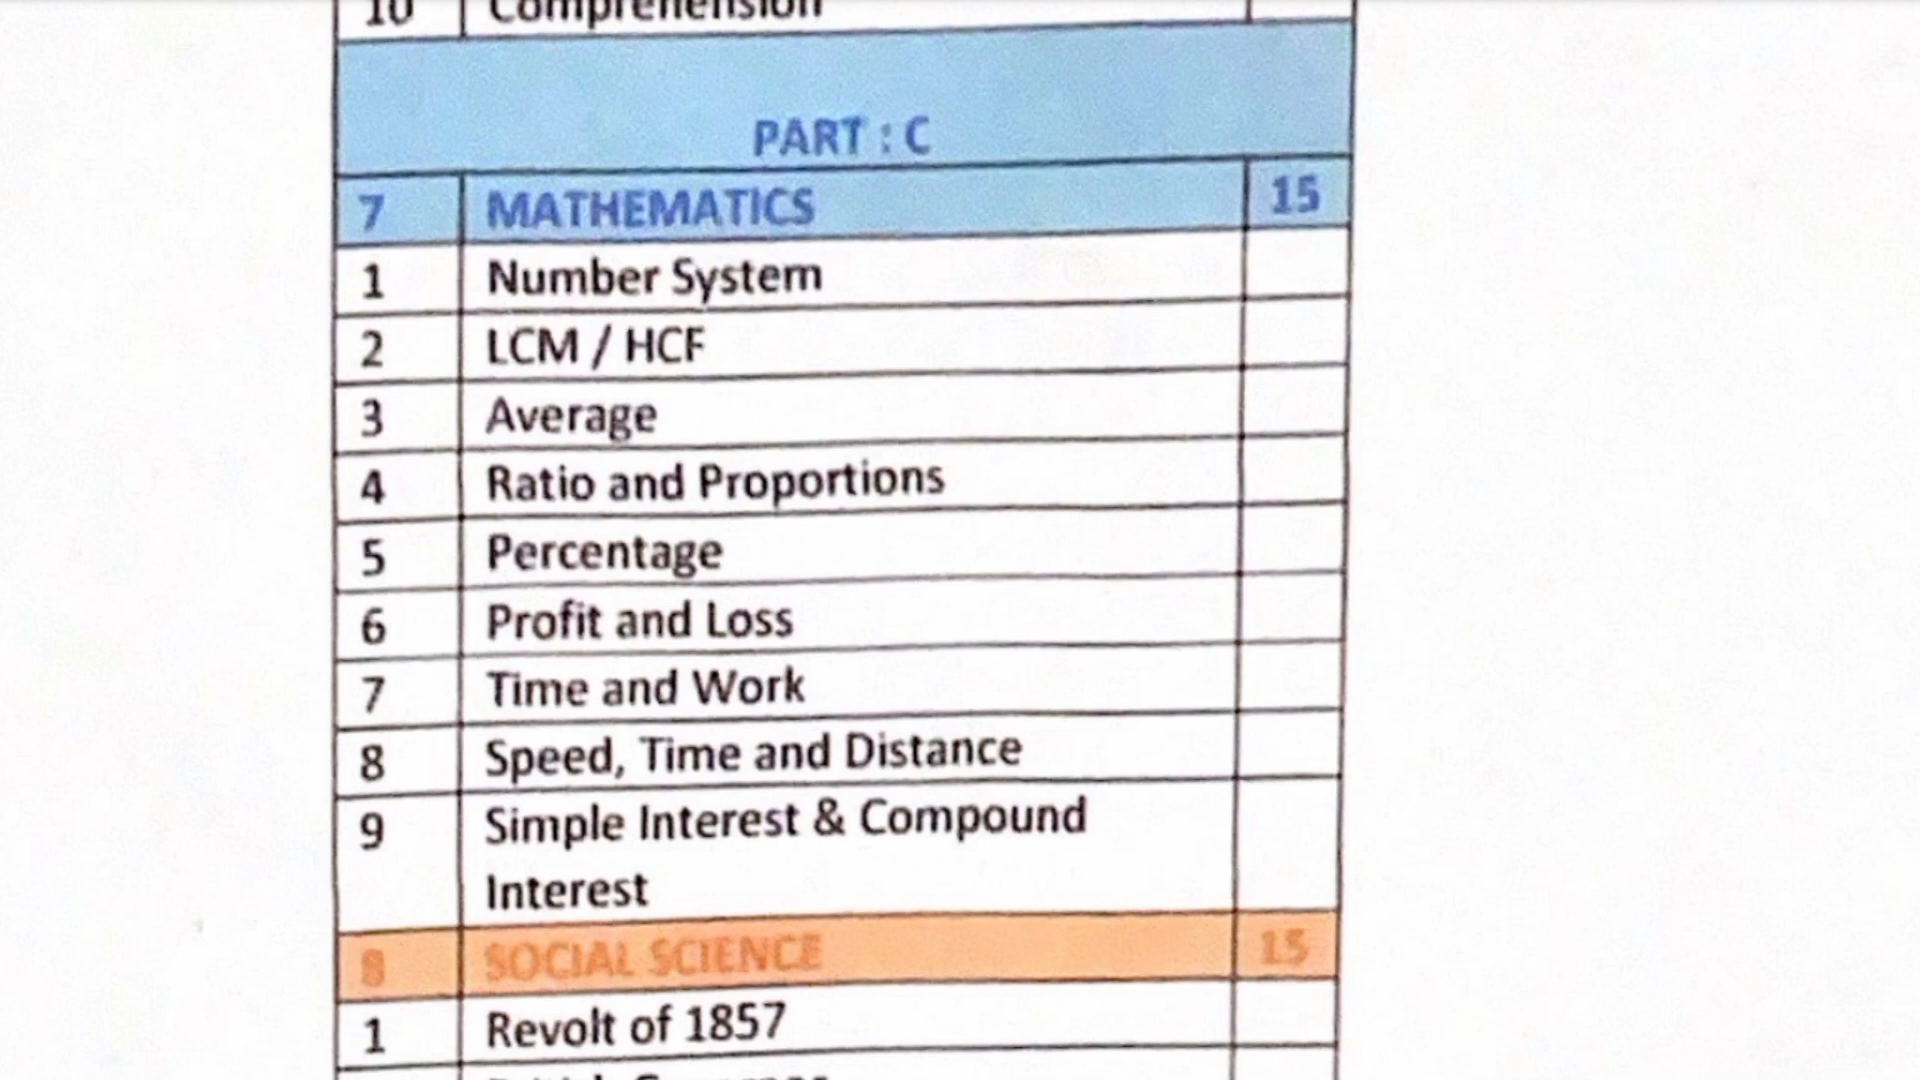 10 Comprehension
PART : C
7 MATHEMATICS 15
1 Number System
2 LCM / HCF
3 Average
4 Ratio and Proportions
5 Percentage
6 Profit and Loss
7 Time and Work
8 Speed, Time and Distance
9 Simple Interest & Compound
Interest
8 SOCIAL SCIENCE 15
1 Revolt of 1857